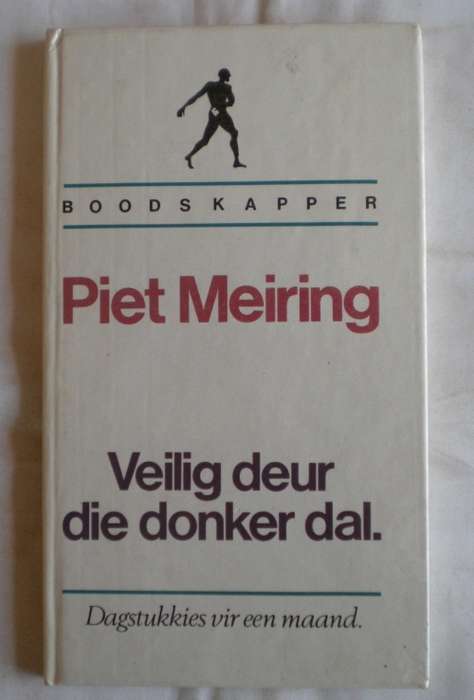 BOODSKAPPER
Piet Meiring
Veilig deur
die donker dal.
Dagstukkies vir een maand.